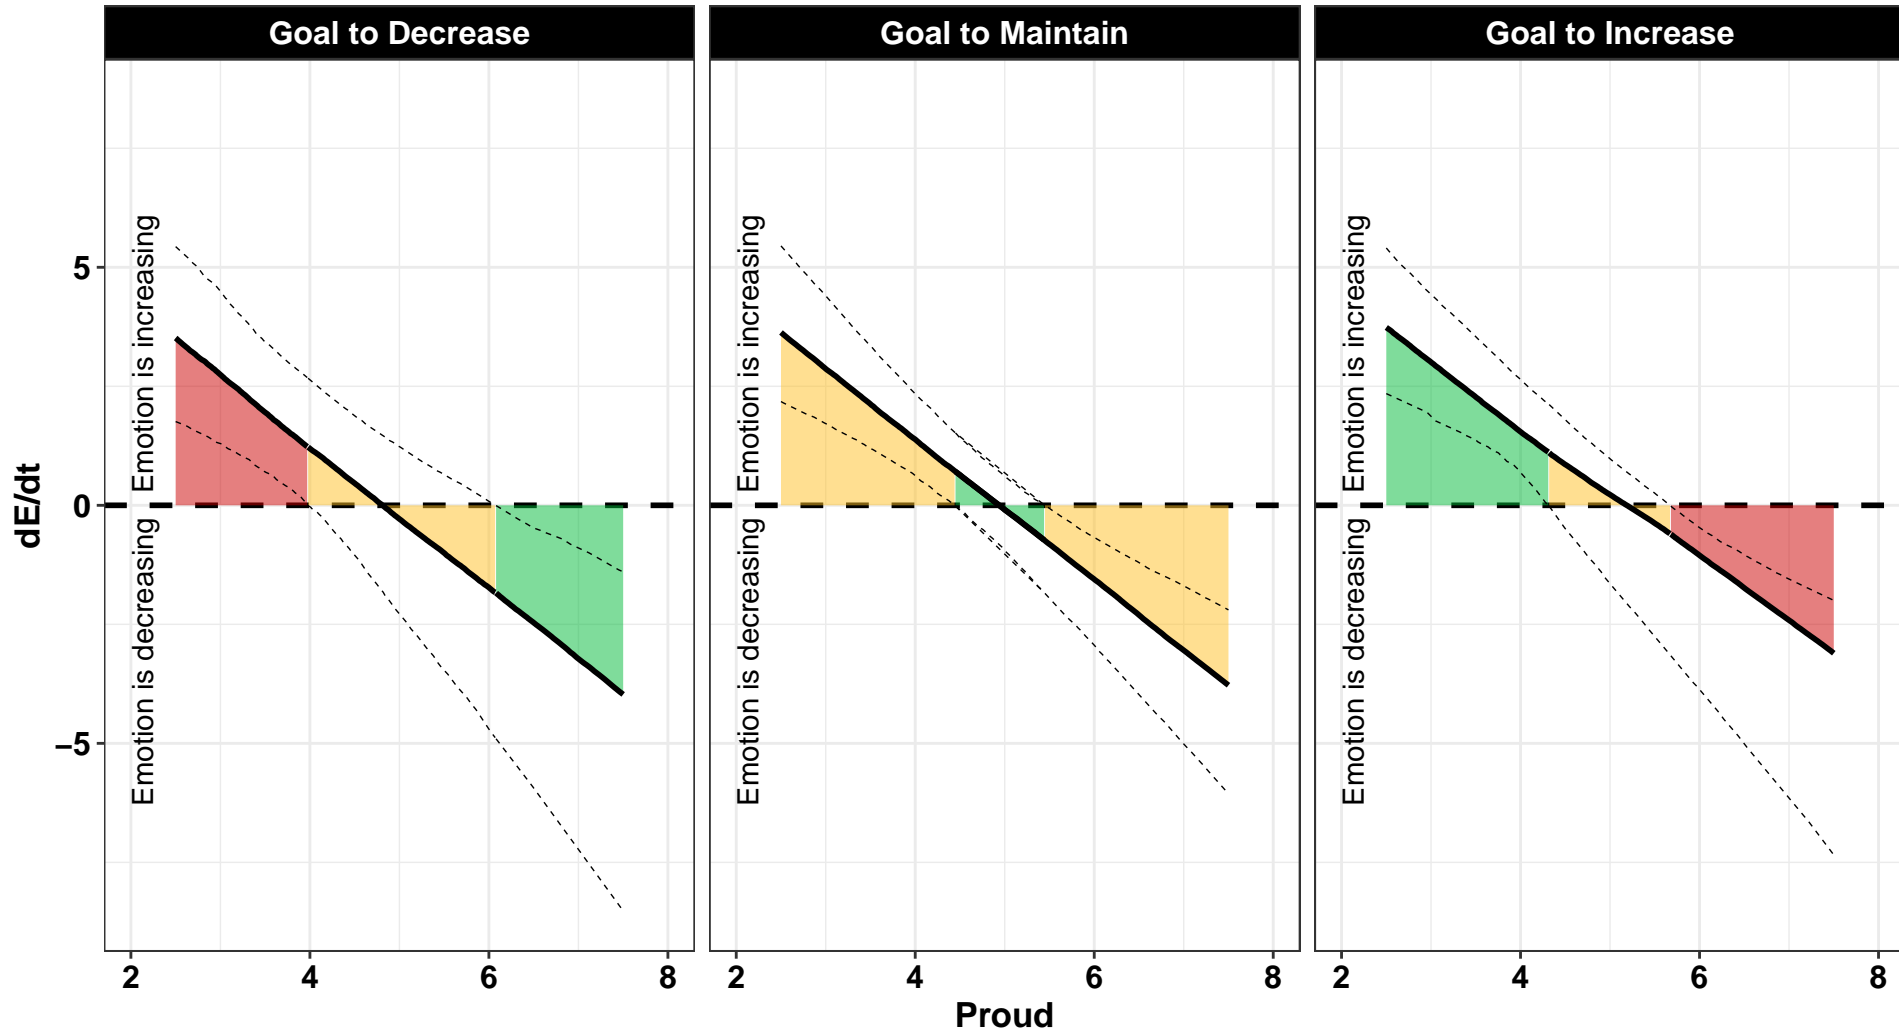 Goal to Decrease
Goal to Maintain
Goal to Increase
dE/dt
5
0
−5
Emotion is increasing
Emotion is decreasing
Emotion is increasing
Emotion is decreasing
Emotion is increasing
Emotion is decreasing
2 4 6 8
2 4 6 8
2 4 6 8
Proud